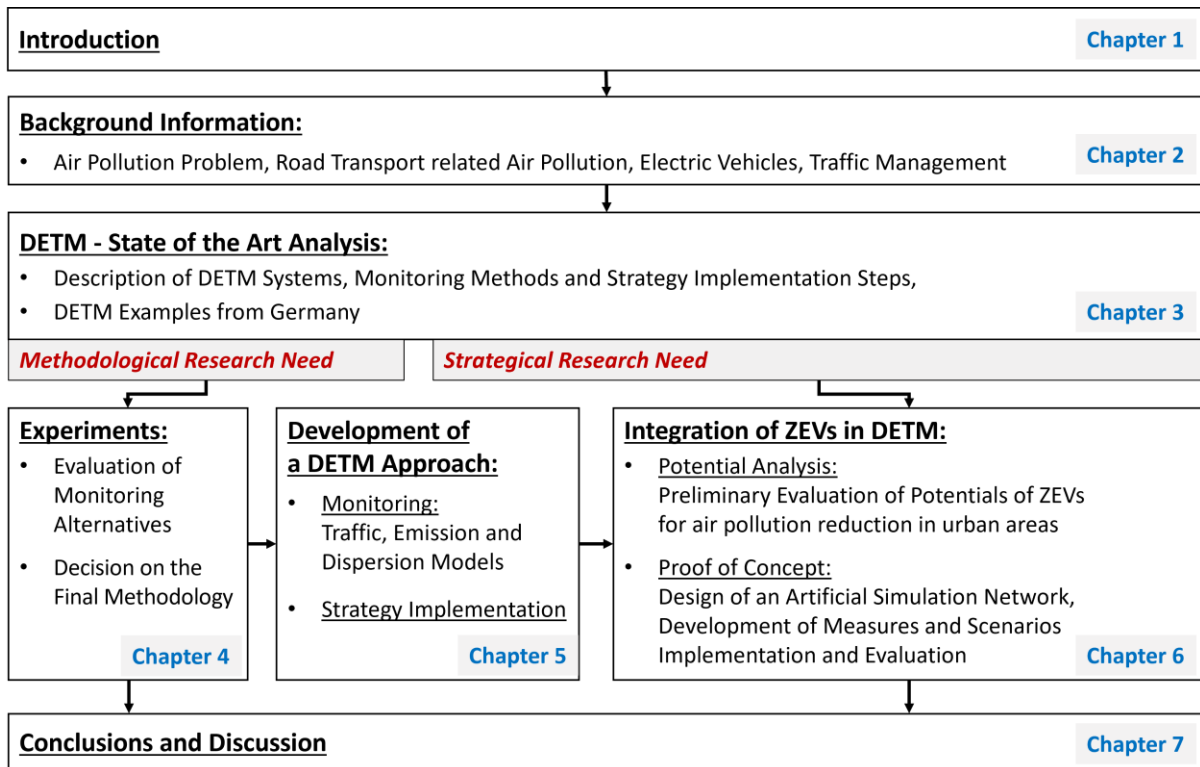 Introduction
Chapter 1
Background Information:
• Air Pollution Problem, Road Transport related Air Pollution, Electric Vehicles, Traffic Management
Chapter 2
DETM - State of the Art Analysis:
• Description of DETM Systems, Monitoring Methods and Strategy Implementation Steps,
• DETM Examples from Germany
Chapter 3
Methodological Research Need
Strategical Research Need
Experiments:
• Evaluation of
Monitoring
Alternatives
• Decision on the
Final Methodology
Chapter 4
Development of
a DETM Approach:
• Monitoring:
Traffic, Emission and
Dispersion Models
• Strategy Implementation
Chapter 5
Integration of ZEVs in DETM:
• Potential Analysis:
Preliminary Evaluation of Potentials of ZEVs
for air pollution reduction in urban areas
• Proof of Concept:
Design of an Artificial Simulation Network,
Development of Measures and Scenarios
Implementation and Evaluation
Chapter 6
Conclusions and Discussion
Chapter 7